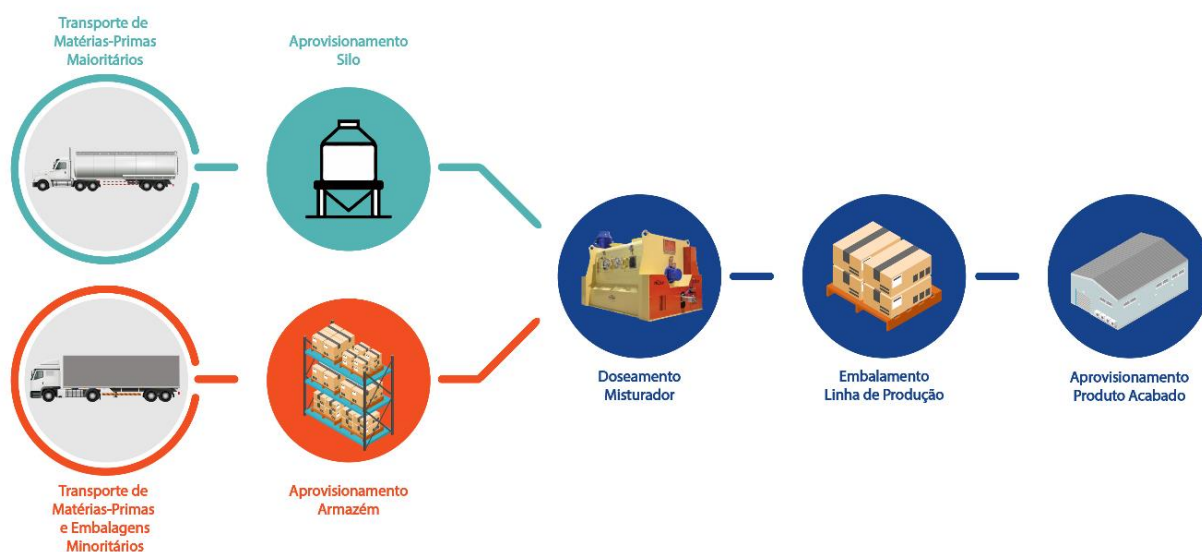 Transporte de
Matérias-Primas
Maioritários
Aprovisionamento
Silo
Doseamento
Misturador
Embalamento
Linha de Produção
Aprovisionamento
Produto Acabado
Transporte de
Matérias-Primas
e Embalagens
Minoritários
Aprovisionamento
Armazém